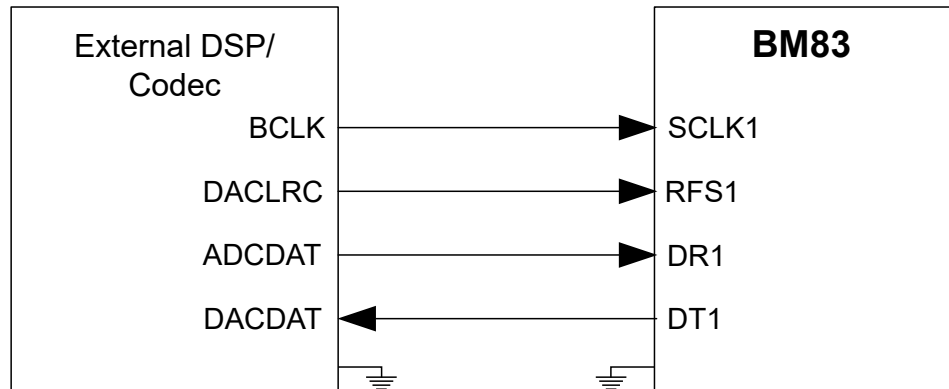 External DSP/
Codec
BM83
BCLK
SCLK1
DACLRC
RFS1
ADCDAT
DR1
DACDAT
DT1